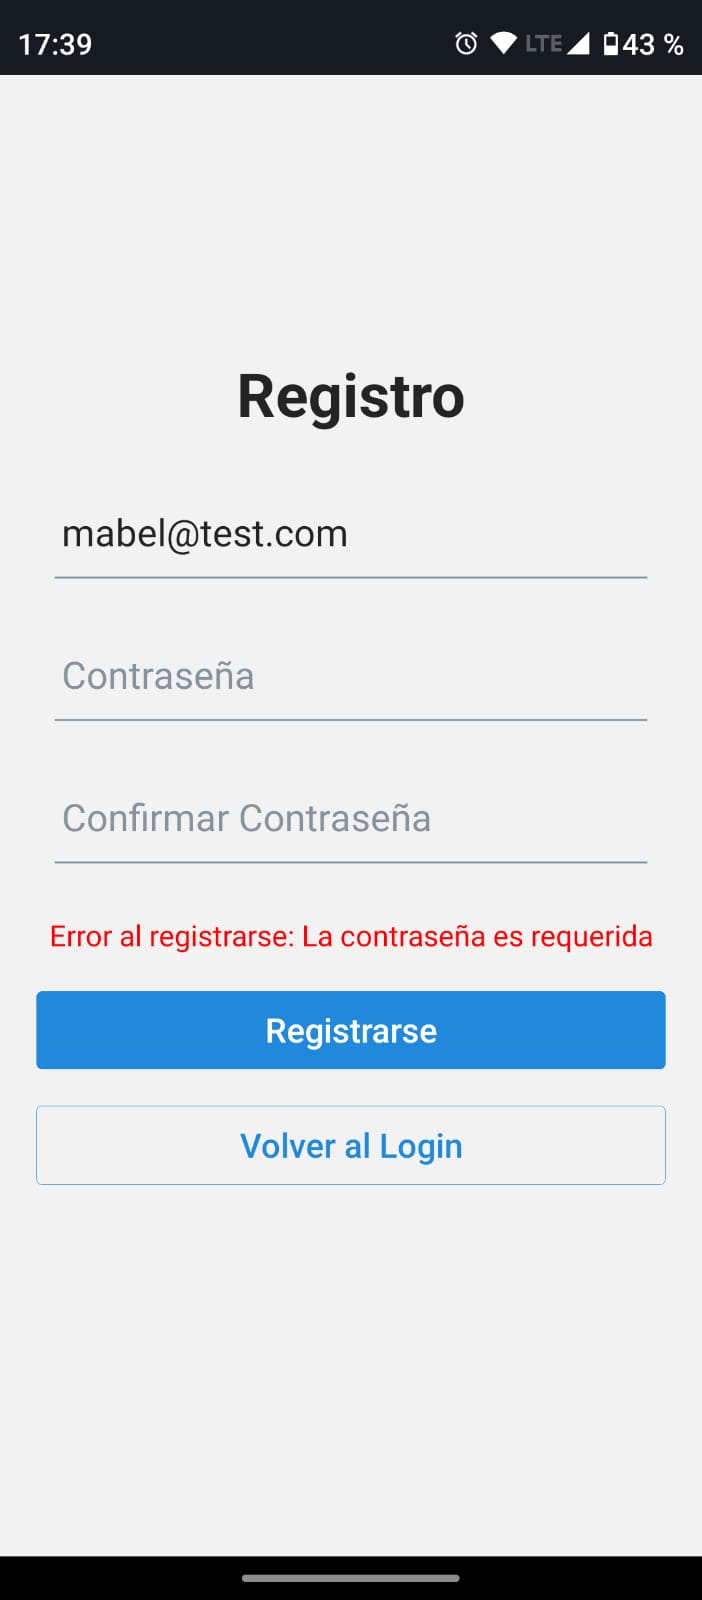 17:39 LTE 43 %
Registro
mabel@test.com
Contraseña
Confirmar Contraseña
Error al registrarse: La contraseña es requerida
Registrarse
Volver al Login